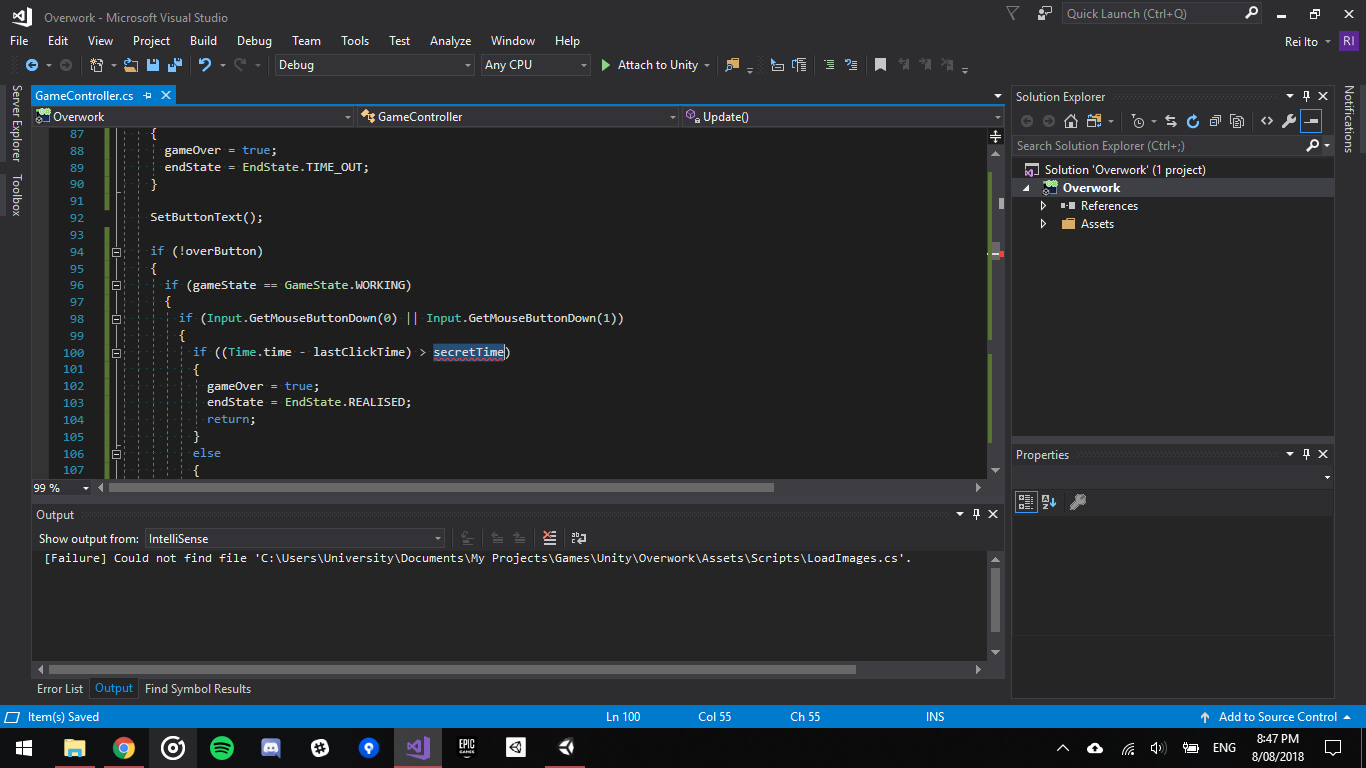 Overwork - Microsoft Visual Studio
Quick Launch (Ctrl+Q)
File Edit View Project Build Debug Team Tools Test Analyze Window Help
Rei Ito RI
Debug Any CPU Attach to Unity
Server Explorer
Toolbox
GameController.cs
Overwork GameController Update()
87 {
88 gameOver = true;
89 endState = EndState.TIME_OUT;
90 }
91
92 SetButtonText();
93
94 if (!overButton)
95 {
96 if (gameState == GameState.WORKING)
97 {
98 if (Input.GetMouseButtonDown(0) || Input.GetMouseButtonDown(1))
99 {
100 if ((Time.time - lastClickTime) > secretTime)
101 {
102 gameOver = true;
103 endState = EndState.REALISED;
104 return;
105 }
106 else
107 {
99 %
Output
Show output from: IntelliSense
[Failure] Could not find file 'C:\Users\University\Documents\My Projects\Games\Unity\Overwork\Assets\Scripts\LoadImages.cs'.
Error List Output Find Symbol Results
Solution Explorer
Search Solution Explorer (Ctrl+;)
Solution 'Overwork' (1 project)
Overwork
References
Assets
Properties
Notifications
Item(s) Saved Ln 100 Col 55 Ch 55 INS Add to Source Control
EPIC GAMES
ENG
8:47 PM
8/08/2018